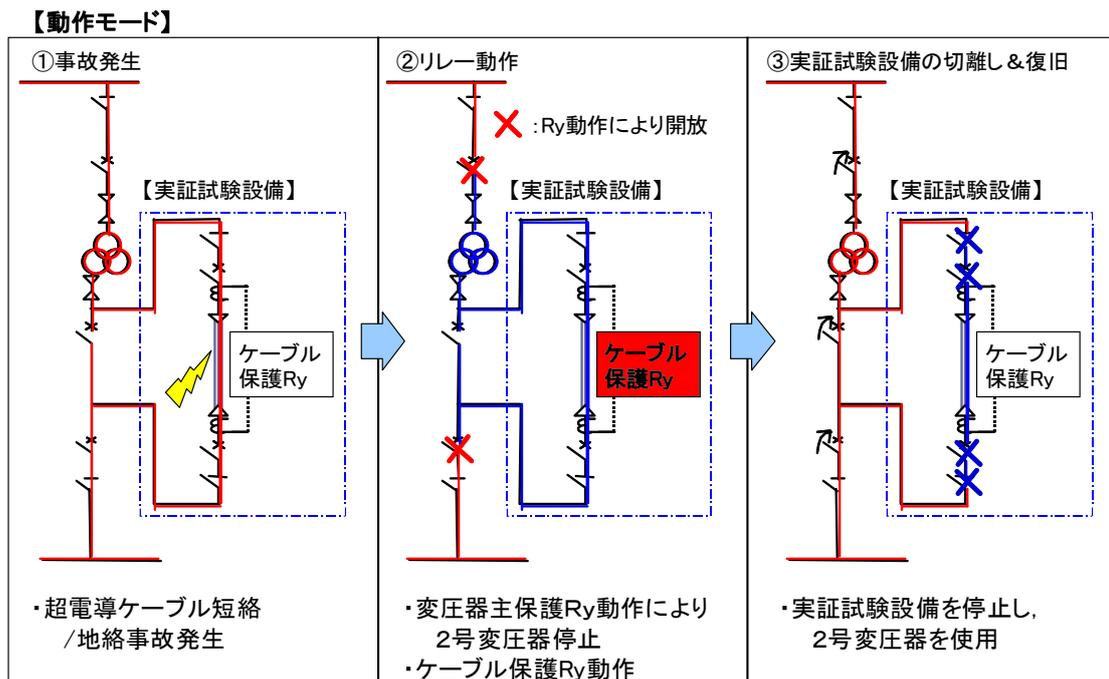 【動作モード】
①事故発生
【実証試験設備】
ケーブル
保護Ry
・超電導ケーブル短絡
/地絡事故発生
②リレー動作
:Ry動作により開放
【実証試験設備】
ケーブル
保護Ry
・変圧器主保護Ry動作により
2号変圧器停止
・ケーブル保護Ry動作
③実証試験設備の切離し&復旧
【実証試験設備】
ケーブル
保護Ry
・実証試験設備を停止し,
2号変圧器を使用